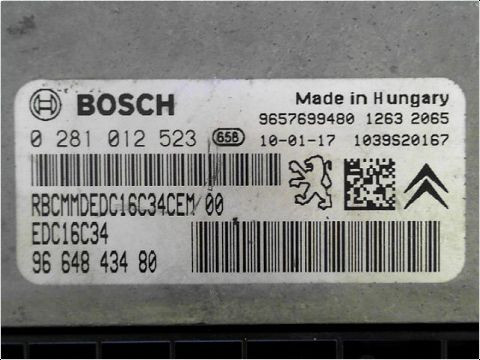 BOSCH
Made in Hungary
9657699480 1263 2065
0 281 012 523 65B 10-01-17 1039S20167
RBCMMDEDC16C34CEM/00
EDC16C34
96 648 434 80